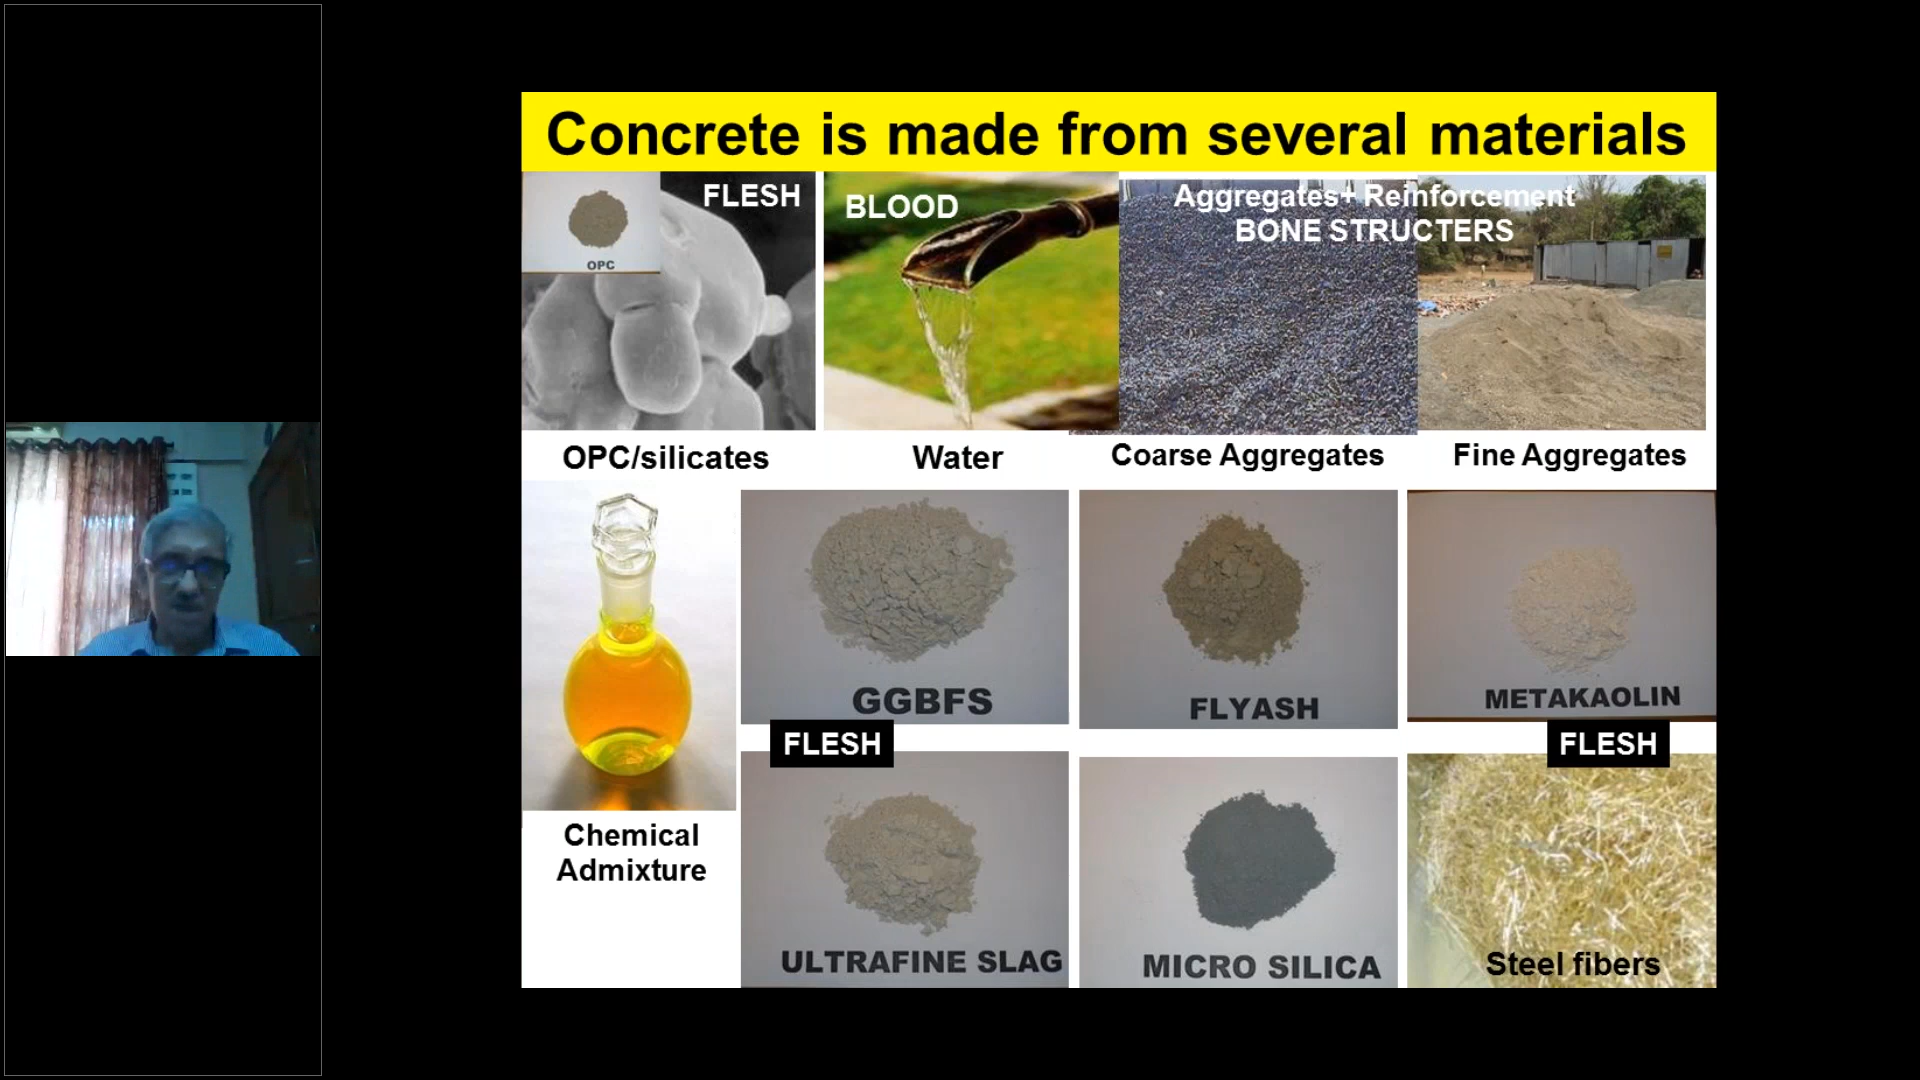 Concrete is made from several materials
FLESH
OPC
BLOOD
Aggregates+ Reinforcement
BONE STRUCTERS
OPC/silicates
Water
Coarse Aggregates
Fine Aggregates
GGBFS
FLYASH
METAKAOLIN
FLESH
FLESH
Chemical
Admixture
ULTRAFINE SLAG
MICRO SILICA
Steel fibers